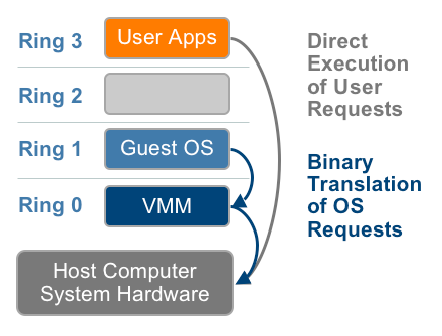 Ring 3
User Apps
Direct
Execution
of User
Requests
Ring 2
Ring 1
Guest OS
Binary
Translation
of OS
Requests
Ring 0
VMM
Host Computer
System Hardware